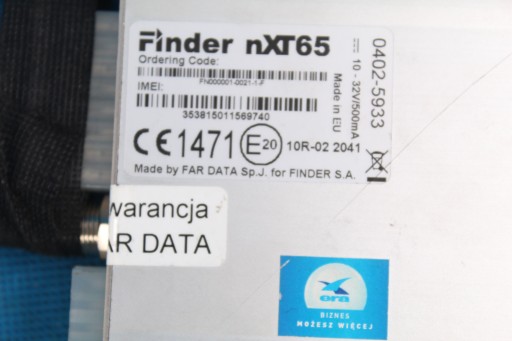 Finder nXT65
Ordering Code:
FN000001-0021-1-F
IMEI:
353815011569740
CE1471 E20 10R-02 2041
Made by FAR DATA Sp.J. for FINDER S.A.
Made in EU
10 - 32V/500mA
0402-5933
warancja
AR DATA
era
BIZNES
MOŻESZ WIĘCEJ